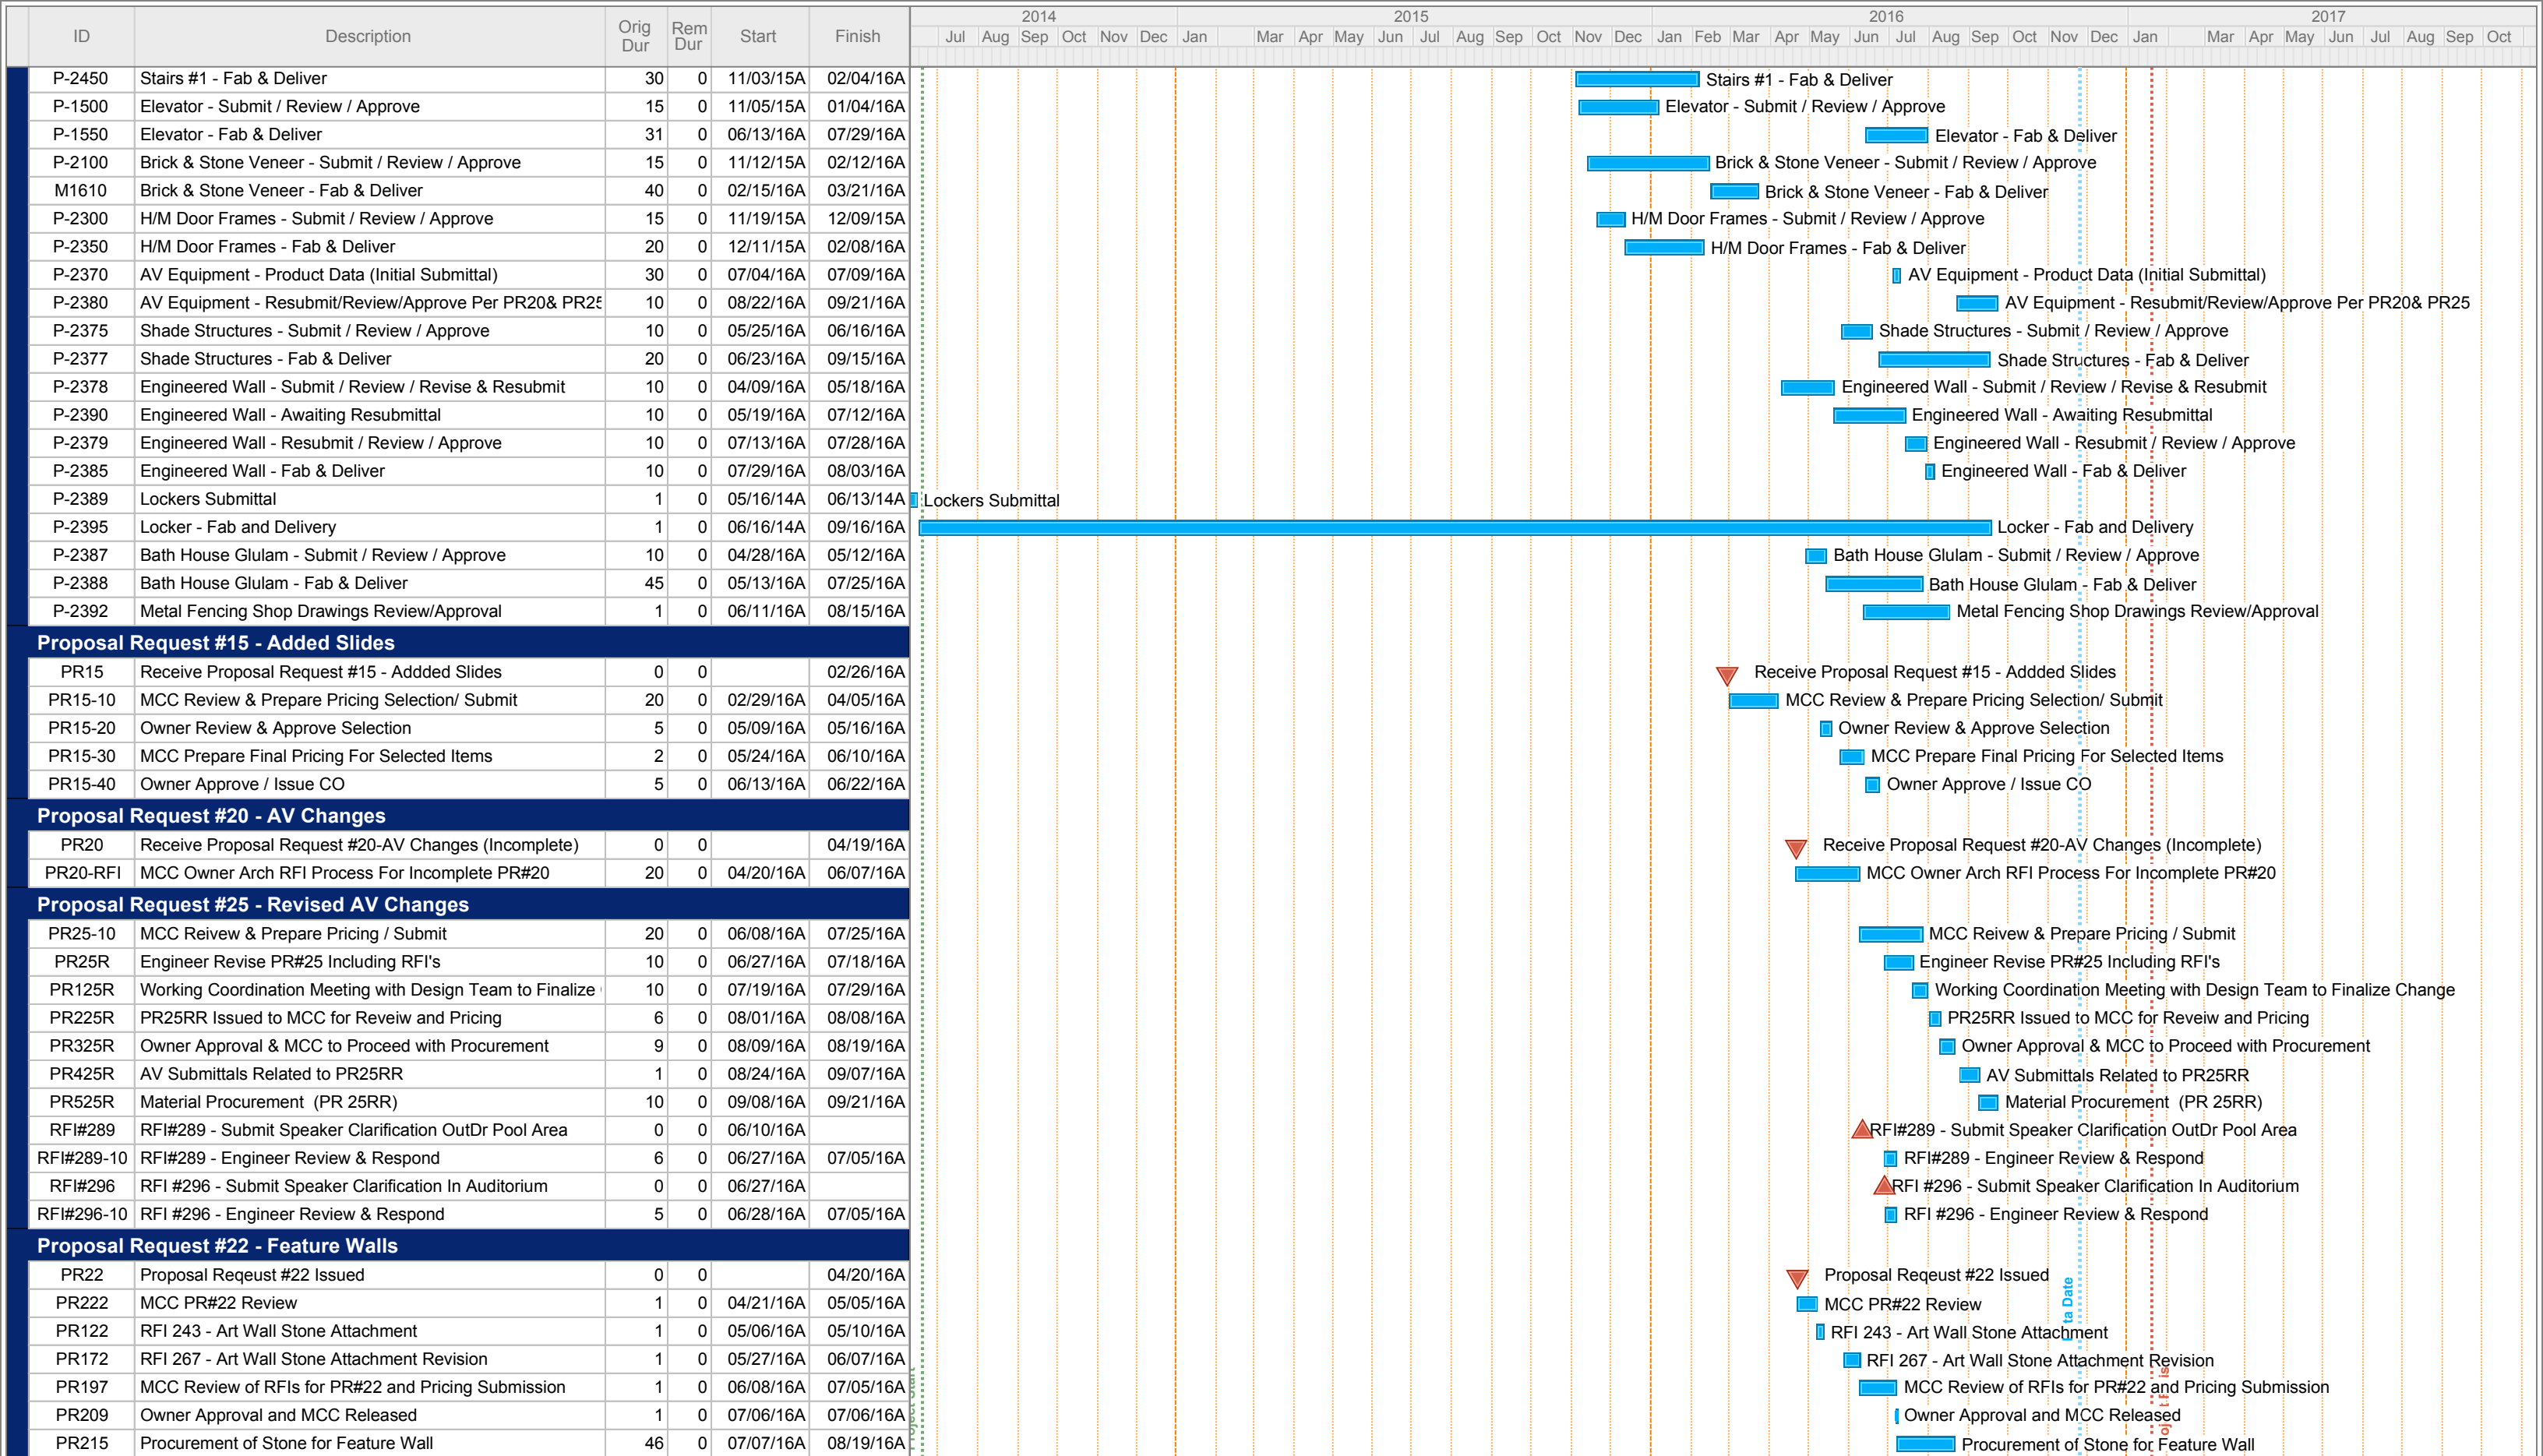 2014 2015 2016 2017
ID Description Orig Dur Rem Dur Start Finish Jul Aug Sep Oct Nov Dec Jan Mar Apr May Jun Jul Aug Sep Oct Nov Dec Jan Feb Mar Apr May Jun Jul Aug Sep Oct Nov Dec Jan Mar Apr May Jun Jul Aug Sep Oct
P-2450 Stairs #1 - Fab & Deliver 30 0 11/03/15A 02/04/16A Stairs #1 - Fab & Deliver
P-1500 Elevator - Submit / Review / Approve 15 0 11/05/15A 01/04/16A Elevator - Submit / Review / Approve
P-1550 Elevator - Fab & Deliver 31 0 06/13/16A 07/29/16A Elevator - Fab & Deliver
P-2100 Brick & Stone Veneer - Submit / Review / Approve 15 0 11/12/15A 02/12/16A Brick & Stone Veneer - Submit / Review / Approve
M1610 Brick & Stone Veneer - Fab & Deliver 40 0 02/15/16A 03/21/16A Brick & Stone Veneer - Fab & Deliver
P-2300 H/M Door Frames - Submit / Review / Approve 15 0 11/19/15A 12/09/15A H/M Door Frames - Submit / Review / Approve
P-2350 H/M Door Frames - Fab & Deliver 20 0 12/11/15A 02/08/16A H/M Door Frames - Fab & Deliver
P-2370 AV Equipment - Product Data (Initial Submittal) 30 0 07/04/16A 07/09/16A AV Equipment - Product Data (Initial Submittal)
P-2380 AV Equipment - Resubmit/Review/Approve Per PR20& PR25 10 0 08/22/16A 09/21/16A AV Equipment - Resubmit/Review/Approve Per PR20& PR25
P-2375 Shade Structures - Submit / Review / Approve 10 0 05/25/16A 06/16/16A Shade Structures - Submit / Review / Approve
P-2377 Shade Structures - Fab & Deliver 20 0 06/23/16A 09/15/16A Shade Structures - Fab & Deliver
P-2378 Engineered Wall - Submit / Review / Revise & Resubmit 10 0 04/09/16A 05/18/16A Engineered Wall - Submit / Review / Revise & Resubmit
P-2390 Engineered Wall - Awaiting Resubmittal 10 0 05/19/16A 07/12/16A Engineered Wall - Awaiting Resubmittal
P-2379 Engineered Wall - Resubmit / Review / Approve 10 0 07/13/16A 07/28/16A Engineered Wall - Resubmit / Review / Approve
P-2385 Engineered Wall - Fab & Deliver 10 0 07/29/16A 08/03/16A Engineered Wall - Fab & Deliver
P-2389 Lockers Submittal 1 0 05/16/14A 06/13/14A Lockers Submittal
P-2395 Locker - Fab and Delivery 1 0 06/16/14A 09/16/16A Locker - Fab and Delivery
P-2387 Bath House Glulam - Submit / Review / Approve 10 0 04/28/16A 05/12/16A Bath House Glulam - Submit / Review / Approve
P-2388 Bath House Glulam - Fab & Deliver 45 0 05/13/16A 07/25/16A Bath House Glulam - Fab & Deliver
P-2392 Metal Fencing Shop Drawings Review/Approval 1 0 06/11/16A 08/15/16A Metal Fencing Shop Drawings Review/Approval
Proposal Request #15 - Added Slides
PR15 Receive Proposal Request #15 - Addded Slides 0 0 02/26/16A Receive Proposal Request #15 - Addded Slides
PR15-10 MCC Review & Prepare Pricing Selection/ Submit 20 0 02/29/16A 04/05/16A MCC Review & Prepare Pricing Selection/ Submit
PR15-20 Owner Review & Approve Selection 5 0 05/09/16A 05/16/16A Owner Review & Approve Selection
PR15-30 MCC Prepare Final Pricing For Selected Items 2 0 05/24/16A 06/10/16A MCC Prepare Final Pricing For Selected Items
PR15-40 Owner Approve / Issue CO 5 0 06/13/16A 06/22/16A Owner Approve / Issue CO
Proposal Request #20 - AV Changes
PR20 Receive Proposal Request #20-AV Changes (Incomplete) 0 0 04/19/16A Receive Proposal Request #20-AV Changes (Incomplete)
PR20-RFI MCC Owner Arch RFI Process For Incomplete PR#20 20 0 04/20/16A 06/07/16A MCC Owner Arch RFI Process For Incomplete PR#20
Proposal Request #25 - Revised AV Changes
PR25-10 MCC Reivew & Prepare Pricing / Submit 20 0 06/08/16A 07/25/16A MCC Reivew & Prepare Pricing / Submit
PR25R Engineer Revise PR#25 Including RFI's 10 0 06/27/16A 07/18/16A Engineer Revise PR#25 Including RFI's
PR125R Working Coordination Meeting with Design Team to Finalize 10 0 07/19/16A 07/29/16A Working Coordination Meeting with Design Team to Finalize Change
PR225R PR25RR Issued to MCC for Reveiw and Pricing 6 0 08/01/16A 08/08/16A PR25RR Issued to MCC for Reveiw and Pricing
PR325R Owner Approval & MCC to Proceed with Procurement 9 0 08/09/16A 08/19/16A Owner Approval & MCC to Proceed with Procurement
PR425R AV Submittals Related to PR25RR 1 0 08/24/16A 09/07/16A AV Submittals Related to PR25RR
PR525R Material Procurement (PR 25RR) 10 0 09/08/16A 09/21/16A Material Procurement (PR 25RR)
RFI#289 RFI#289 - Submit Speaker Clarification OutDr Pool Area 0 0 06/10/16A RFI#289 - Submit Speaker Clarification OutDr Pool Area
RFI#289-10 RFI#289 - Engineer Review & Respond 6 0 06/27/16A 07/05/16A RFI#289 - Engineer Review & Respond
RFI#296 RFI #296 - Submit Speaker Clarification In Auditorium 0 0 06/27/16A RFI #296 - Submit Speaker Clarification In Auditorium
RFI#296-10 RFI #296 - Engineer Review & Respond 5 0 06/28/16A 07/05/16A RFI #296 - Engineer Review & Respond
Proposal Request #22 - Feature Walls
PR22 Proposal Reqeust #22 Issued 0 0 04/20/16A Proposal Reqeust #22 Issued
PR222 MCC PR#22 Review 1 0 04/21/16A 05/05/16A MCC PR#22 Review
PR122 RFI 243 - Art Wall Stone Attachment 1 0 05/06/16A 05/10/16A RFI 243 - Art Wall Stone Attachment
PR172 RFI 267 - Art Wall Stone Attachment Revision 1 0 05/27/16A 06/07/16A RFI 267 - Art Wall Stone Attachment Revision
PR197 MCC Review of RFIs for PR#22 and Pricing Submission 1 0 06/08/16A 07/05/16A MCC Review of RFIs for PR#22 and Pricing Submission
PR209 Owner Approval and MCC Released 1 0 07/06/16A 07/06/16A Owner Approval and MCC Released
PR215 Procurement of Stone for Feature Wall 46 0 07/07/16A 08/19/16A Procurement of Stone for Feature Wall
Date